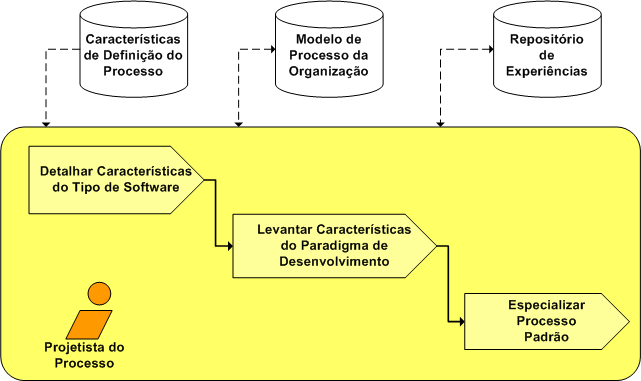 Características
de Definição do
Processo
Modelo de
Processo da
Organização
Repositório
de
Experiências
Detalhar Características
do Tipo de Software
Levantar Características
do Paradigma de
Desenvolvimento
Especializar
Processo
Padrão
Projetista do
Processo